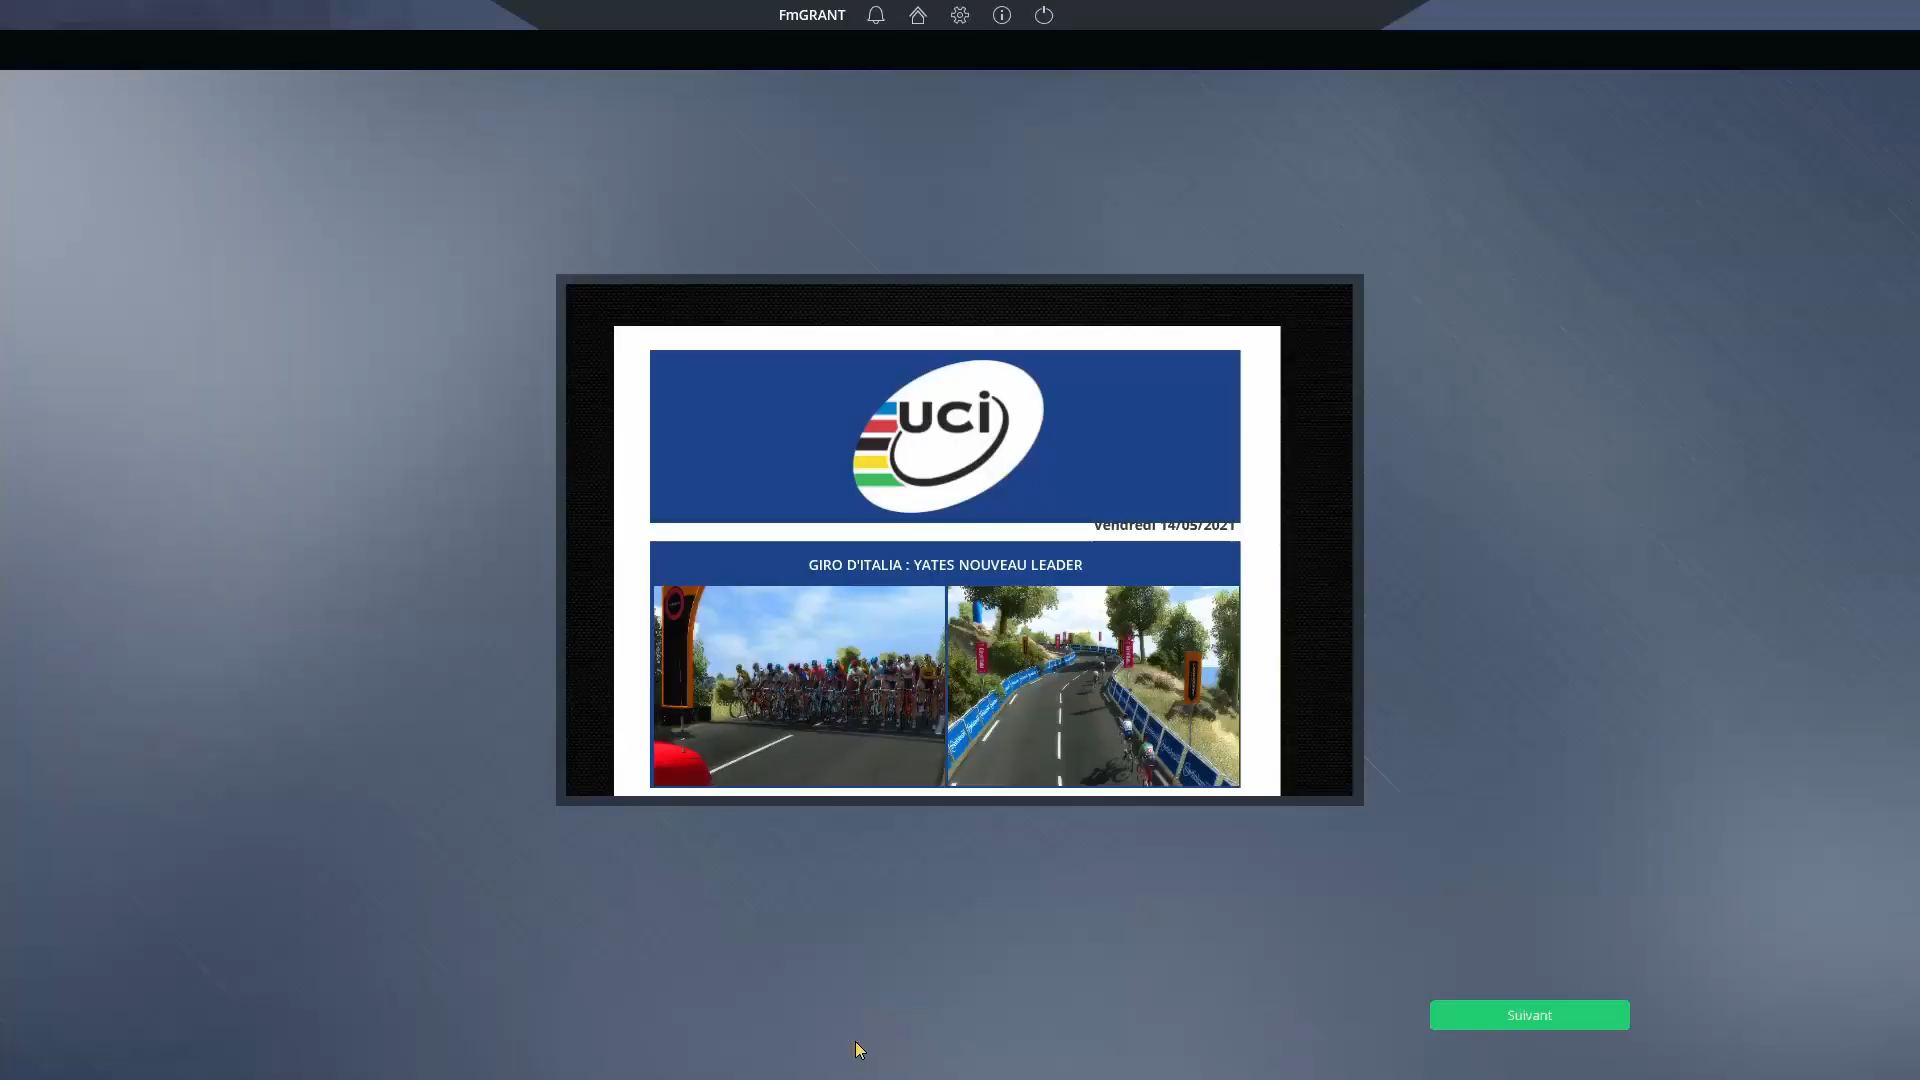 FmGRANT
uci
Vendredi 14/05/2021
GIRO D'ITALIA : YATES NOUVEAU LEADER
Suivant